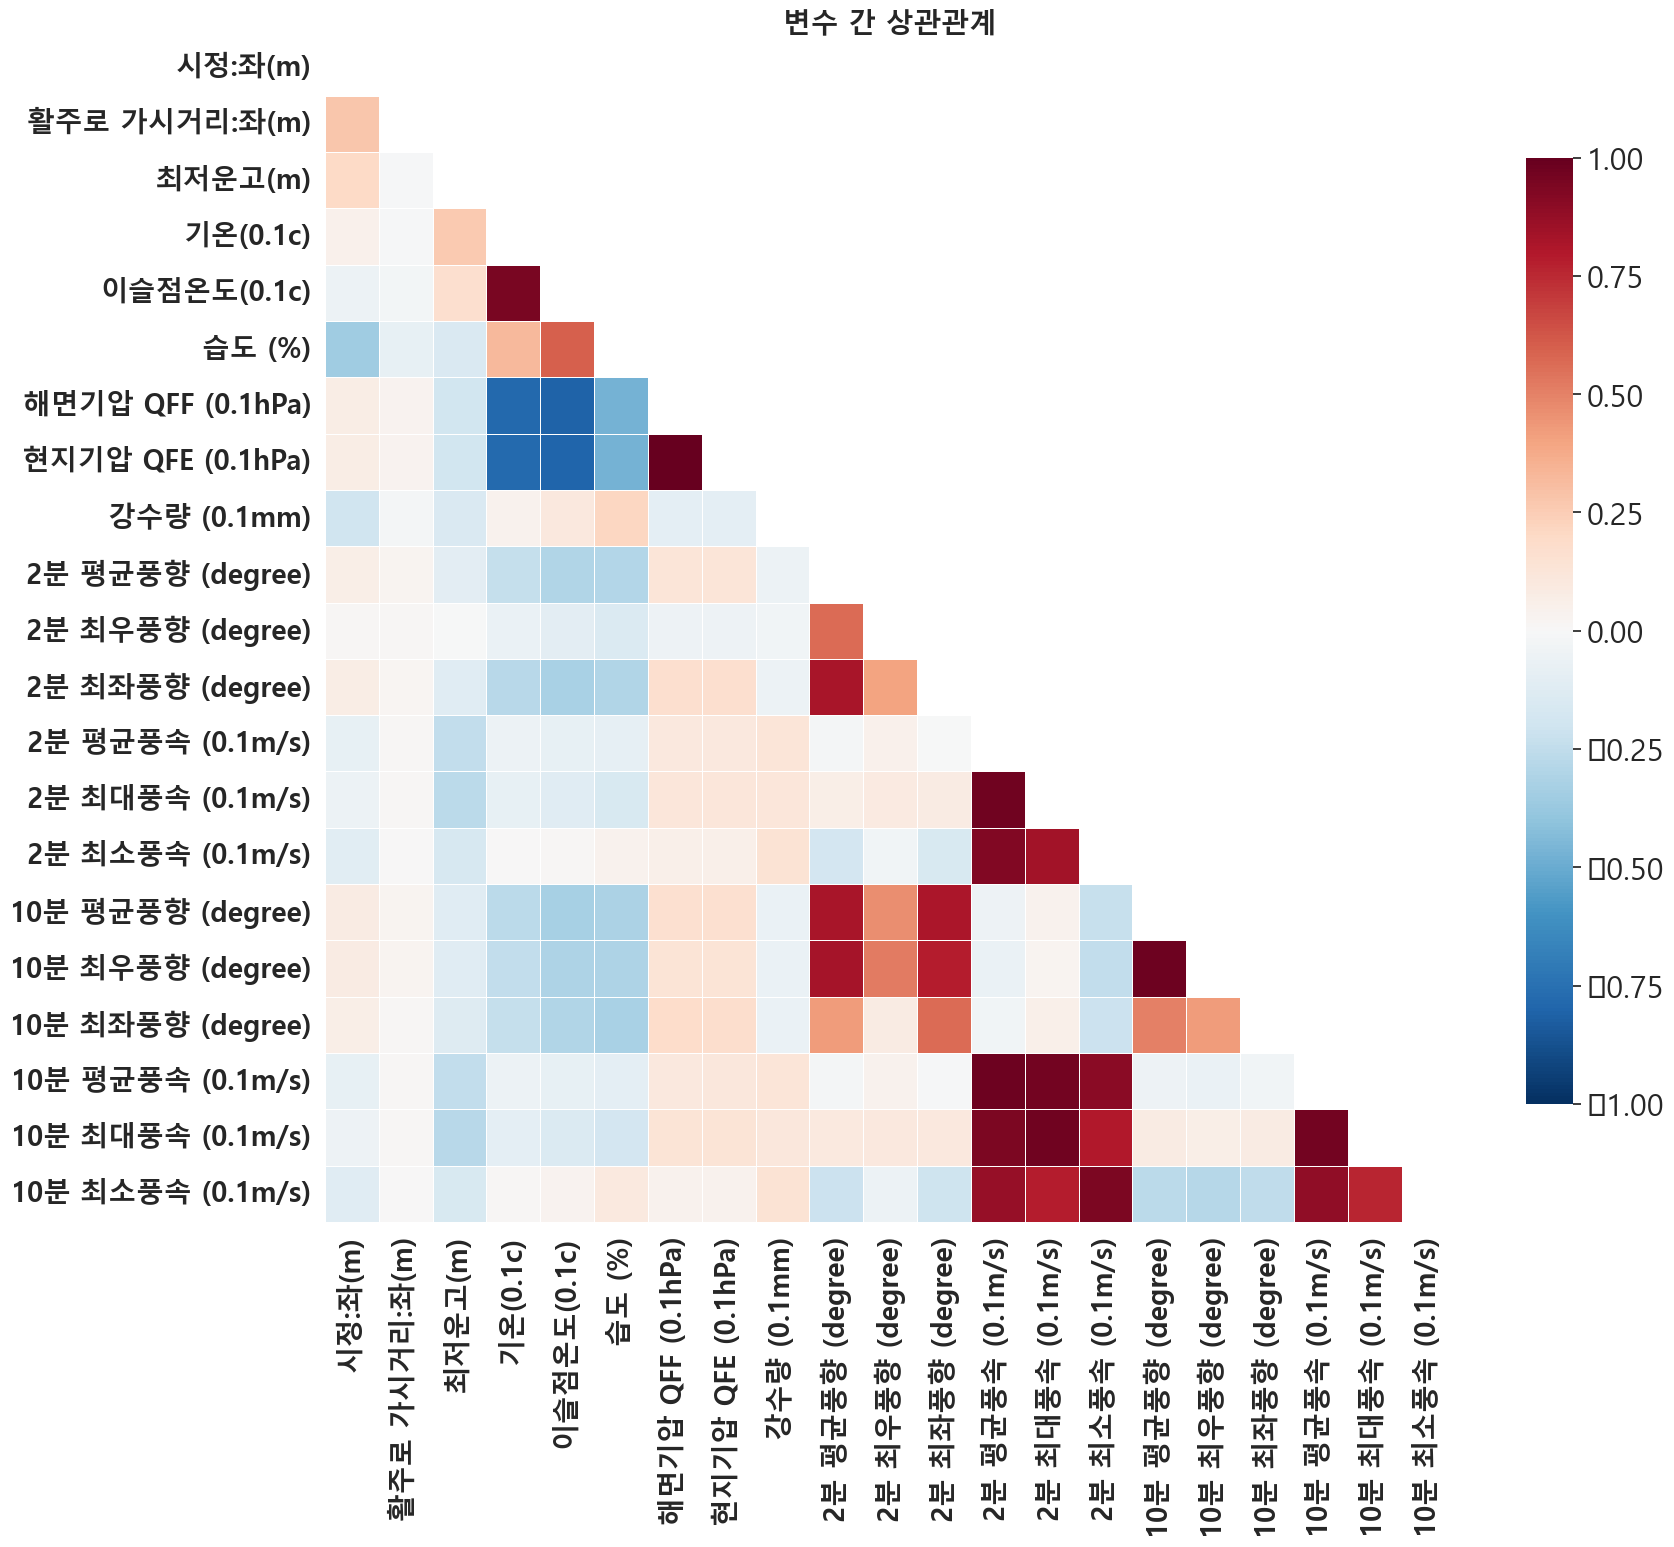 변수 간 상관관계
시정:좌(m)
활주로 가시거리:좌(m)
최저운고(m)
기온(0.1c)
이슬점온도(0.1c)
습도 (%)
해면기압 QFF (0.1hPa)
현지기압 QFE (0.1hPa)
강수량 (0.1mm)
2분 평균풍향 (degree)
2분 최우풍향 (degree)
2분 최좌풍향 (degree)
2분 평균풍속 (0.1m/s)
2분 최대풍속 (0.1m/s)
2분 최소풍속 (0.1m/s)
10분 평균풍향 (degree)
10분 최우풍향 (degree)
10분 최좌풍향 (degree)
10분 평균풍속 (0.1m/s)
10분 최대풍속 (0.1m/s)
10분 최소풍속 (0.1m/s)
시정:좌(m)
활주로 가시거리:좌(m)
최저운고(m)
기온(0.1c)
이슬점온도(0.1c)
습도 (%)
해면기압 QFF (0.1hPa)
현지기압 QFE (0.1hPa)
강수량 (0.1mm)
2분 평균풍향 (degree)
2분 최우풍향 (degree)
2분 최좌풍향 (degree)
2분 평균풍속 (0.1m/s)
2분 최대풍속 (0.1m/s)
2분 최소풍속 (0.1m/s)
10분 평균풍향 (degree)
10분 최우풍향 (degree)
10분 최좌풍향 (degree)
10분 평균풍속 (0.1m/s)
10분 최대풍속 (0.1m/s)
10분 최소풍속 (0.1m/s)
1.00
0.75
0.50
0.25
0.00
▯0.25
▯0.50
▯0.75
▯1.00